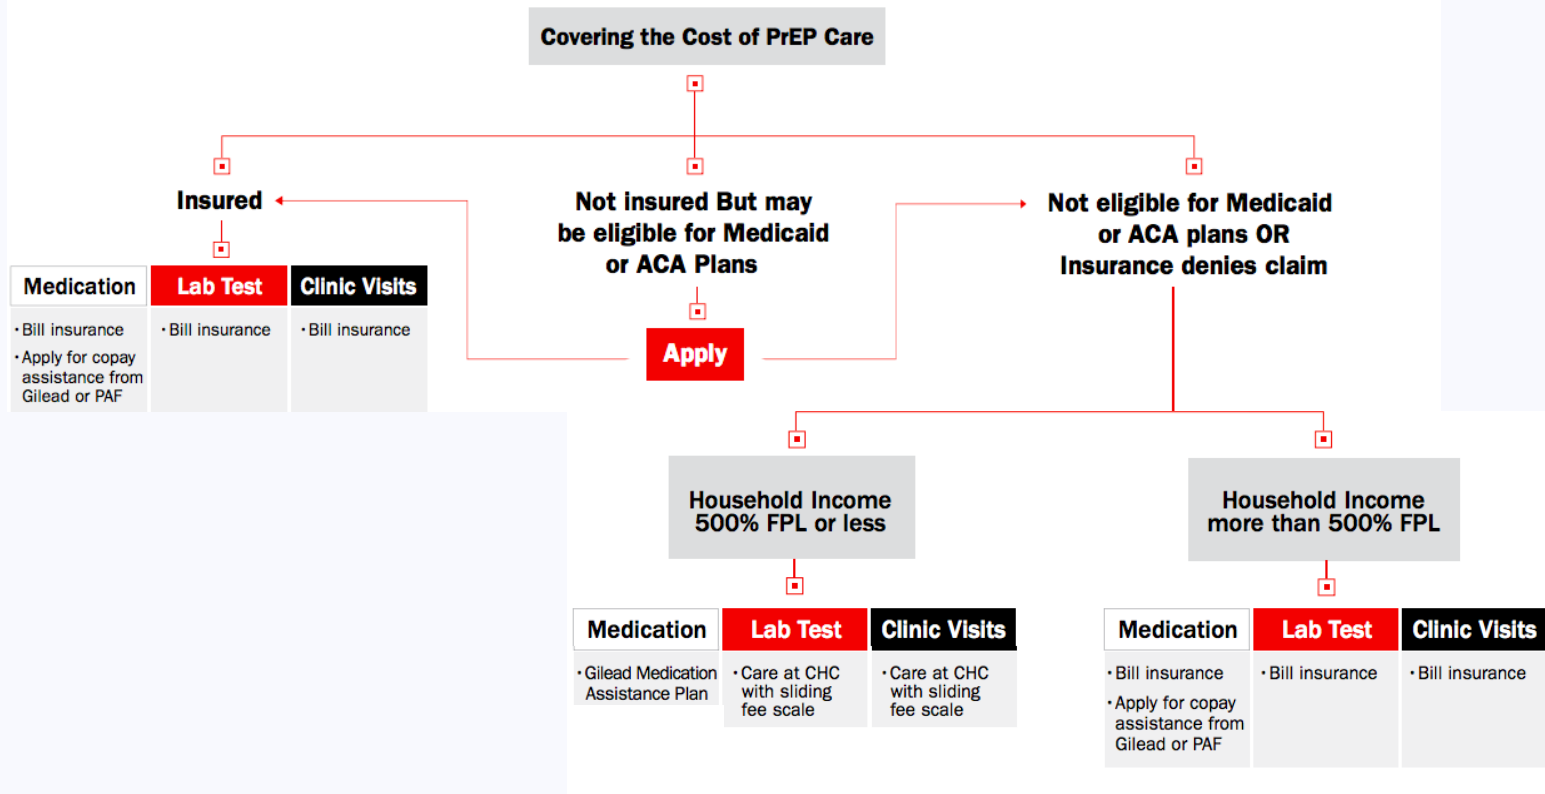 Covering the Cost of PrEP Care
Insured
Not insured But may
be eligible for Medicaid
or ACA Plans
Not eligible for Medicaid
or ACA plans OR
Insurance denies claim
Apply
Medication
Lab Test
Clinic Visits
· Bill insurance
· Apply for copay
assistance from
Gilead or PAF
· Bill insurance
· Bill insurance
Household Income
500% FPL or less
Household Income
more than 500% FPL
Medication
Lab Test
Clinic Visits
· Gilead Medication
Assistance Plan
· Care at CHC
with sliding
fee scale
· Care at CHC
with sliding
fee scale
Medication
Lab Test
Clinic Visits
· Bill insurance
· Apply for copay
assistance from
Gilead or PAF
· Bill insurance
· Bill insurance